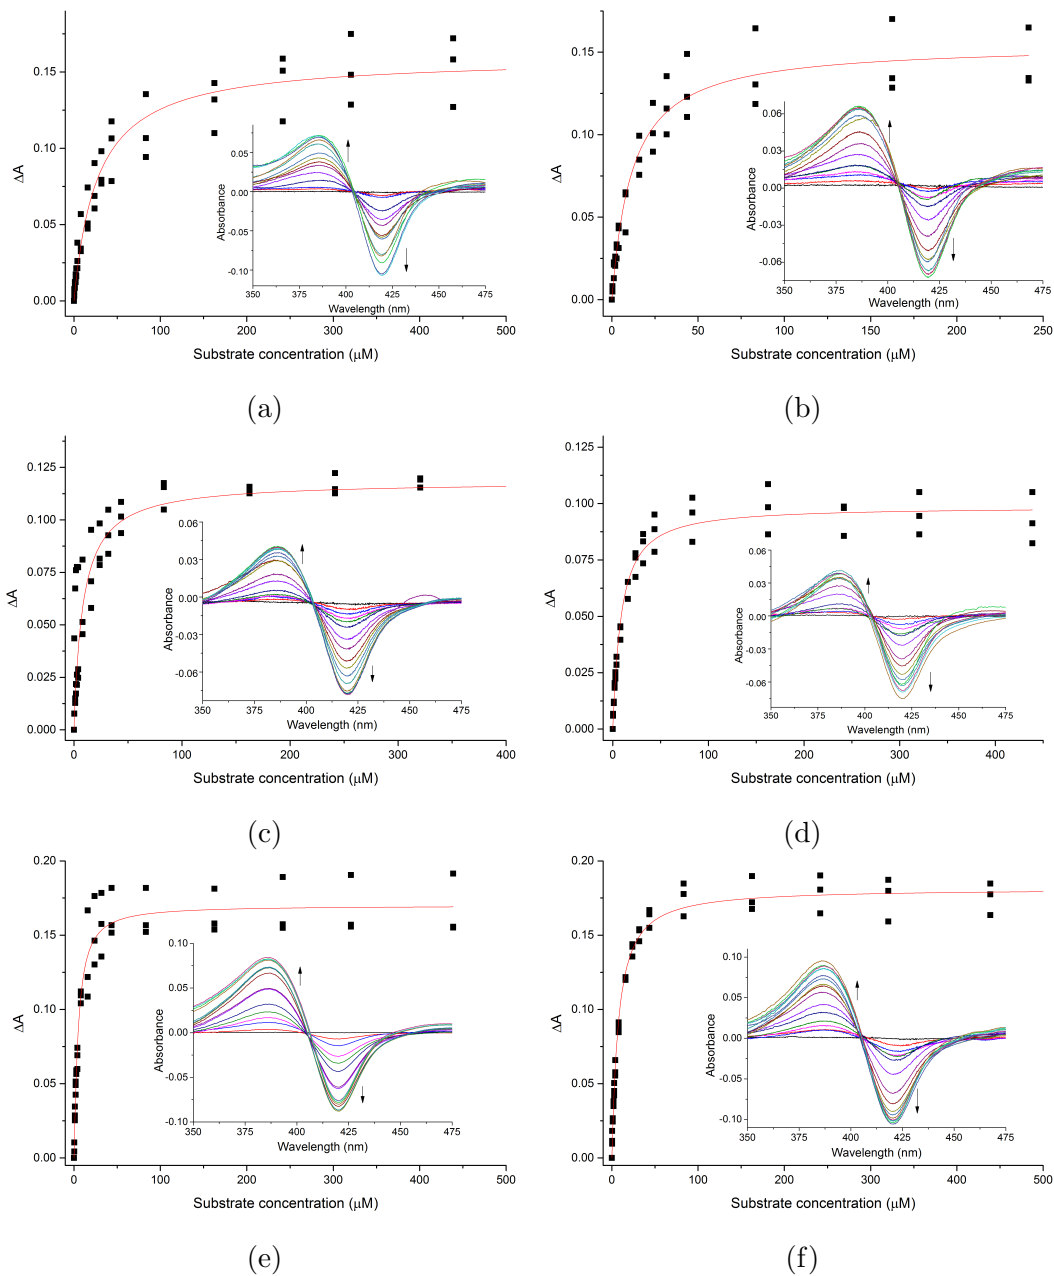 0.15
0.10
0.05
0.00
ΔA
0.05
0.00
-0.05
-0.10
Absorbance
350 375 400 425 450 475
Wavelength (nm)
0 100 200 300 400 500
Substrate concentration (μM)
(a)
0.15
0.10
0.05
0.00
ΔA
0.06
0.03
0.00
-0.03
-0.06
Absorbance
350 375 400 425 450 475
Wavelength (nm)
0 50 100 150 200 250
Substrate concentration (μM)
(b)
0.125
0.100
0.075
0.050
0.025
0.000
ΔA
0.06
0.03
0.00
-0.03
-0.06
Absorbance
350 375 400 425 450 475
Wavelength (nm)
0 100 200 300 400
Substrate concentration (μM)
(c)
0.125
0.100
0.075
0.050
0.025
0.000
ΔA
0.06
0.03
0.00
-0.03
-0.06
Absorbance
350 375 400 425 450 475
Wavelength (nm)
0 100 200 300 400
Substrate concentration (μM)
(d)
0.20
0.15
0.10
0.05
0.00
ΔA
0.10
0.05
0.00
-0.05
-0.10
Absorbance
350 375 400 425 450 475
Wavelength (nm)
0 100 200 300 400 500
Substrate concentration (μM)
(e)
0.20
0.15
0.10
0.05
0.00
ΔA
0.10
0.05
0.00
-0.05
-0.10
Absorbance
350 375 400 425 450 475
Wavelength (nm)
0 100 200 300 400 500
Substrate concentration (μM)
(f)